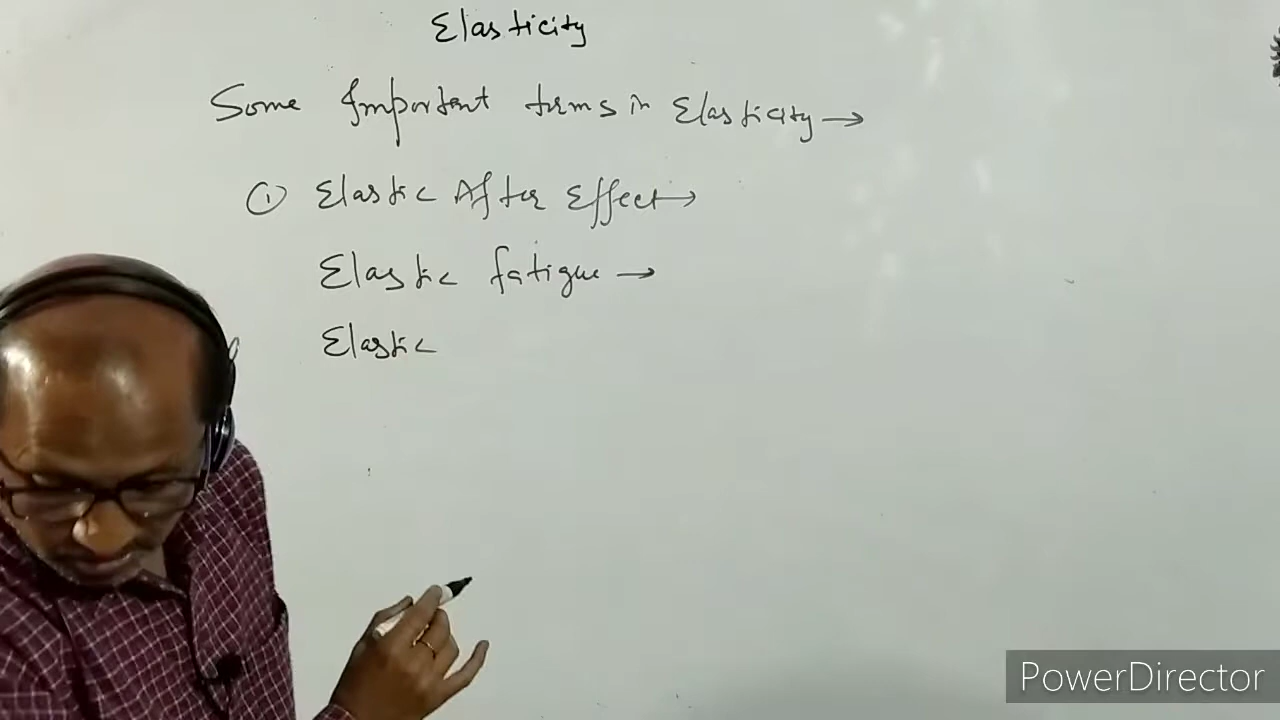 Elasticity
Some Important terms in Elasticity →
① Elastic After Effect →
Elastic fatigue →
Elastic
PowerDirector